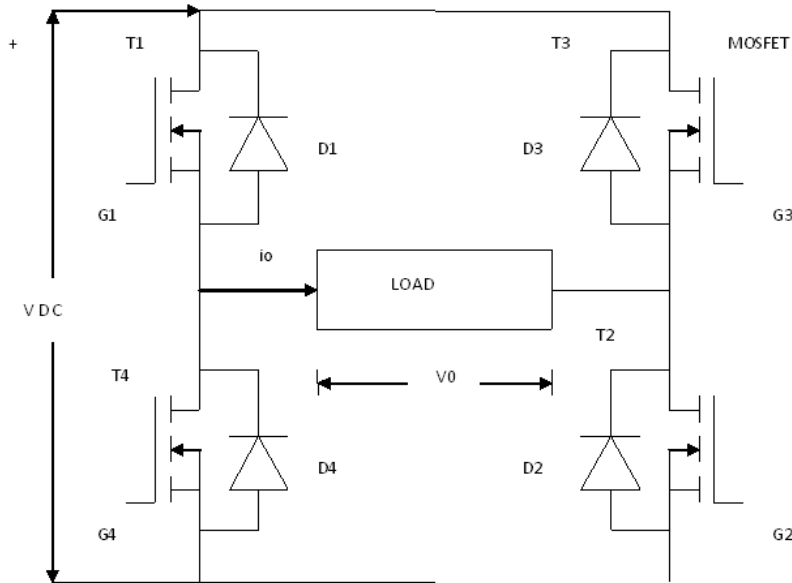 + T1 T3 MOSFET
D1 D3
G1 G3
io
LOAD
V DC
T2
T4 V0
D4 D2
G4 G2